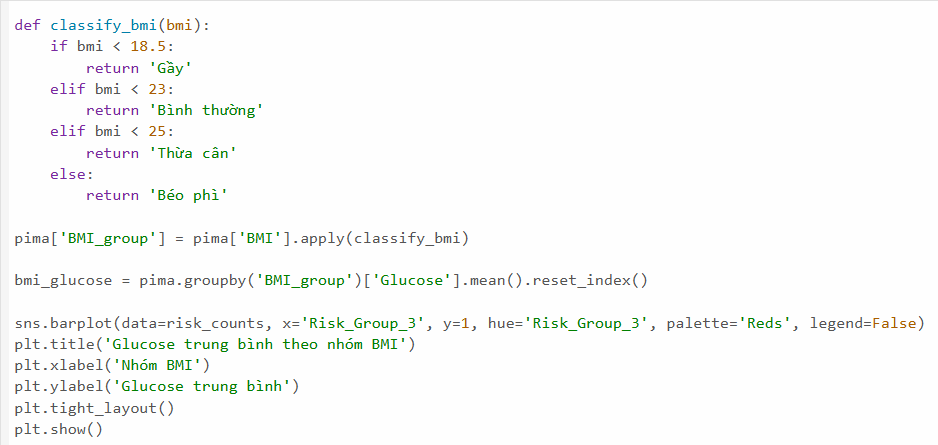 def classify_bmi(bmi):
    if bmi < 18.5:
        return 'Gầy'
    elif bmi < 23:
        return 'Bình thường'
    elif bmi < 25:
        return 'Thừa cân'
    else:
        return 'Béo phì'

pima['BMI_group'] = pima['BMI'].apply(classify_bmi)

bmi_glucose = pima.groupby('BMI_group')['Glucose'].mean().reset_index()

sns.barplot(data=risk_counts, x='Risk_Group_3', y=1, hue='Risk_Group_3', palette='Reds', legend=False)
plt.title('Glucose trung bình theo nhóm BMI')
plt.xlabel('Nhóm BMI')
plt.ylabel('Glucose trung bình')
plt.tight_layout()
plt.show()